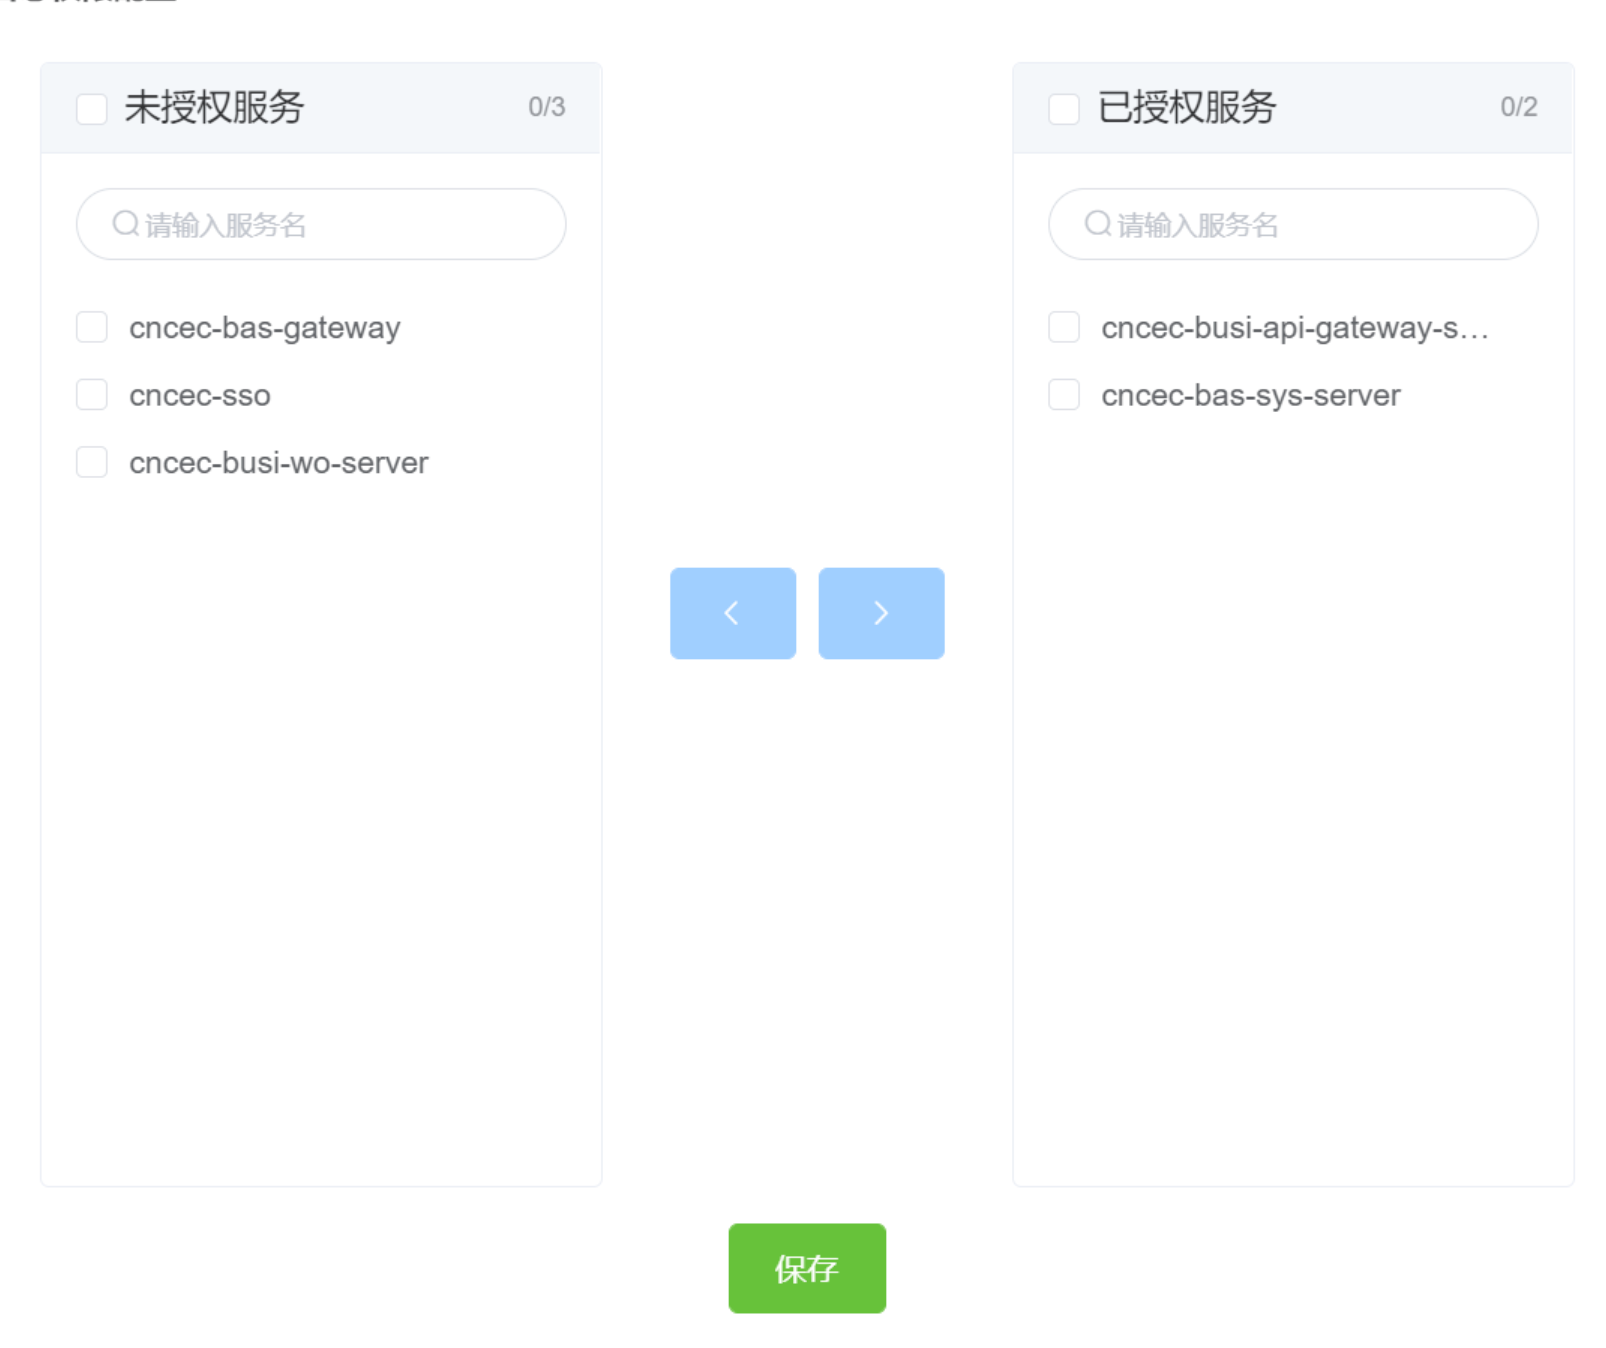 未授权服务 0/3
请输入服务名
cncec-bas-gateway
cncec-sso
cncec-busi-wo-server
已授权服务 0/2
请输入服务名
cncec-busi-api-gateway-s...
cncec-bas-sys-server
保存